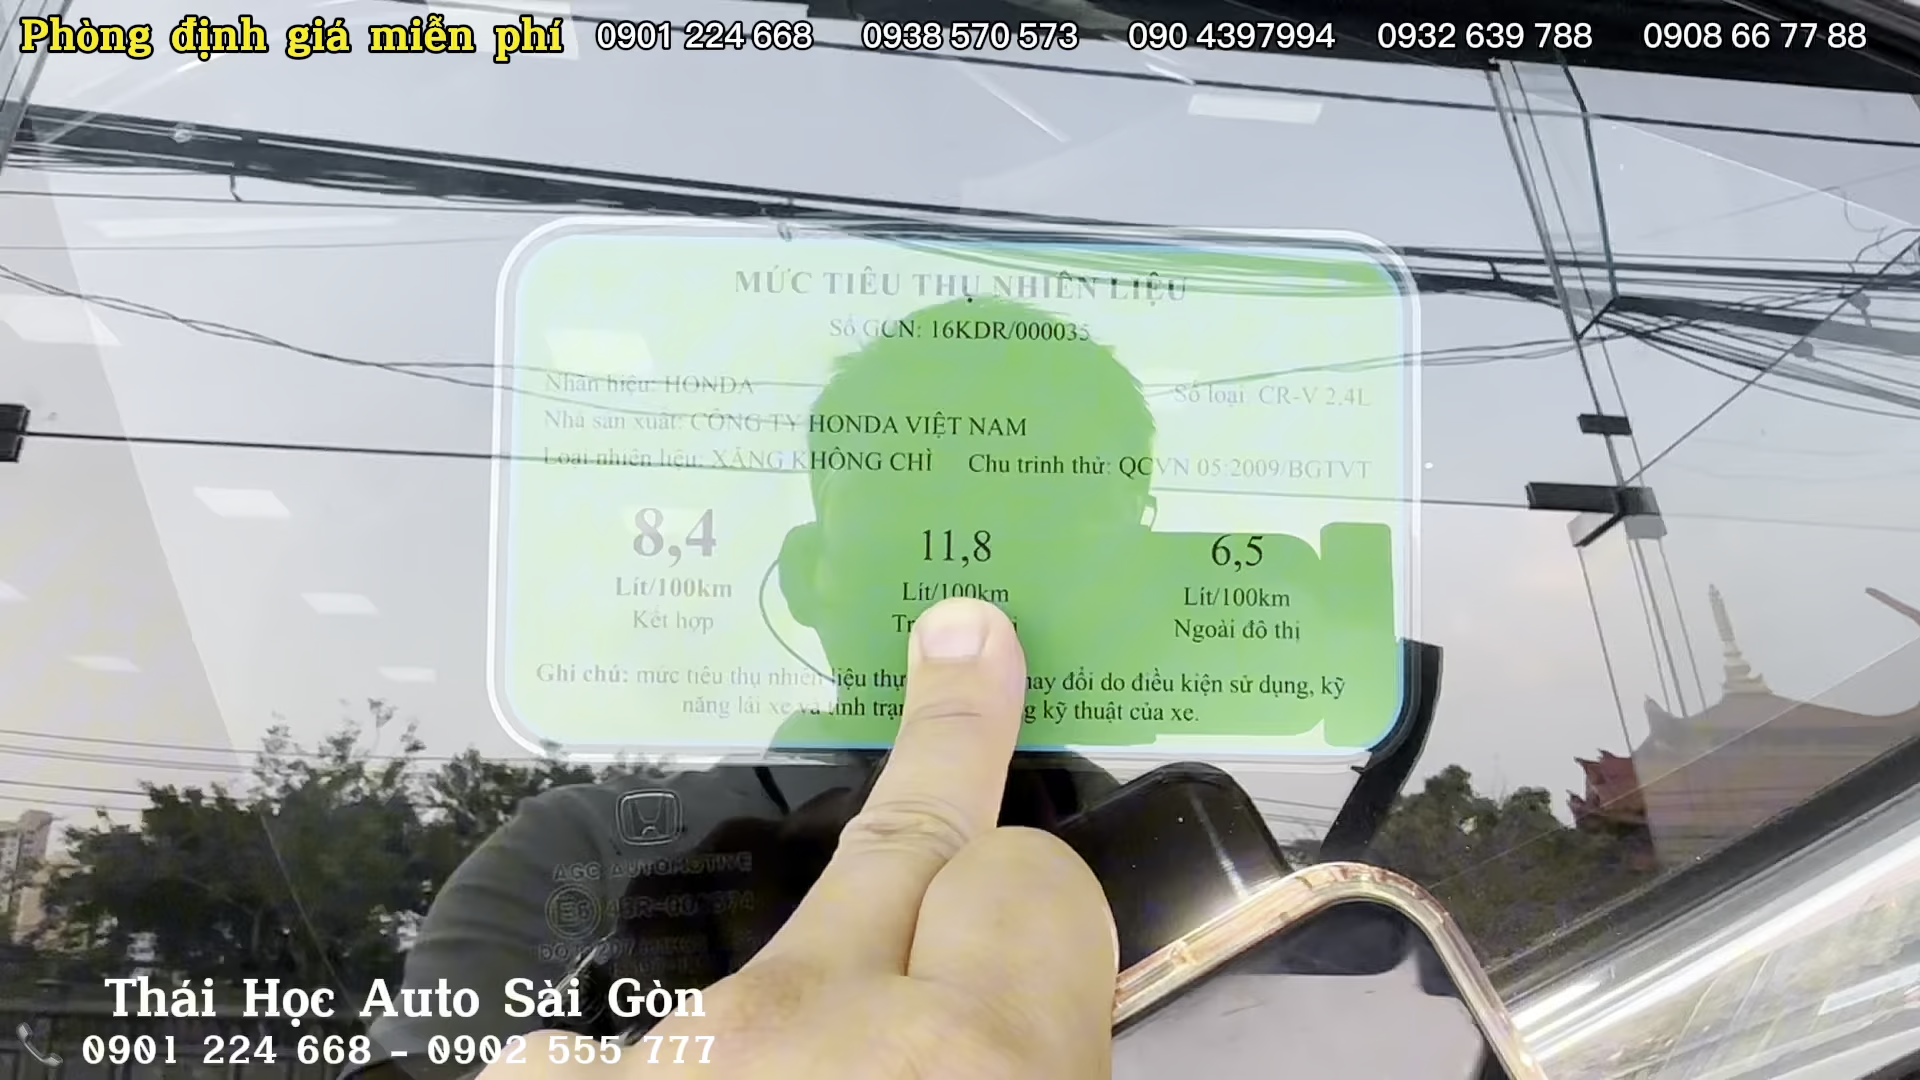 Phòng định giá miễn phí 0901 224 668 0938 570 573 090 4397994 0932 639 788 0908 66 77 88
MỨC TIÊU THỤ NHIÊN LIỆU
Số GCN: 16KDR/000035
Nhãn hiệu: HONDA Số loại: CR-V 2.4L
Nhà sản xuất: CÔNG TY HONDA VIỆT NAM
Loại nhiên liệu: XĂNG KHÔNG CHÌ Chu trình thử: QCVN 05:2009/BGTVT
8,4 11,8 6,5
Lít/100km Lít/100km Lít/100km
Kết hợp Ngoài đô thị
Ghi chú: mức tiêu thụ nhiên liệu đổi do điều kiện sử dụng, kỹ
năng lái xe và tình kỹ thuật của xe.
AGC AUTOMOTIVE
Thái Học Auto Sài Gòn
0901 224 668 - 0902 555 777